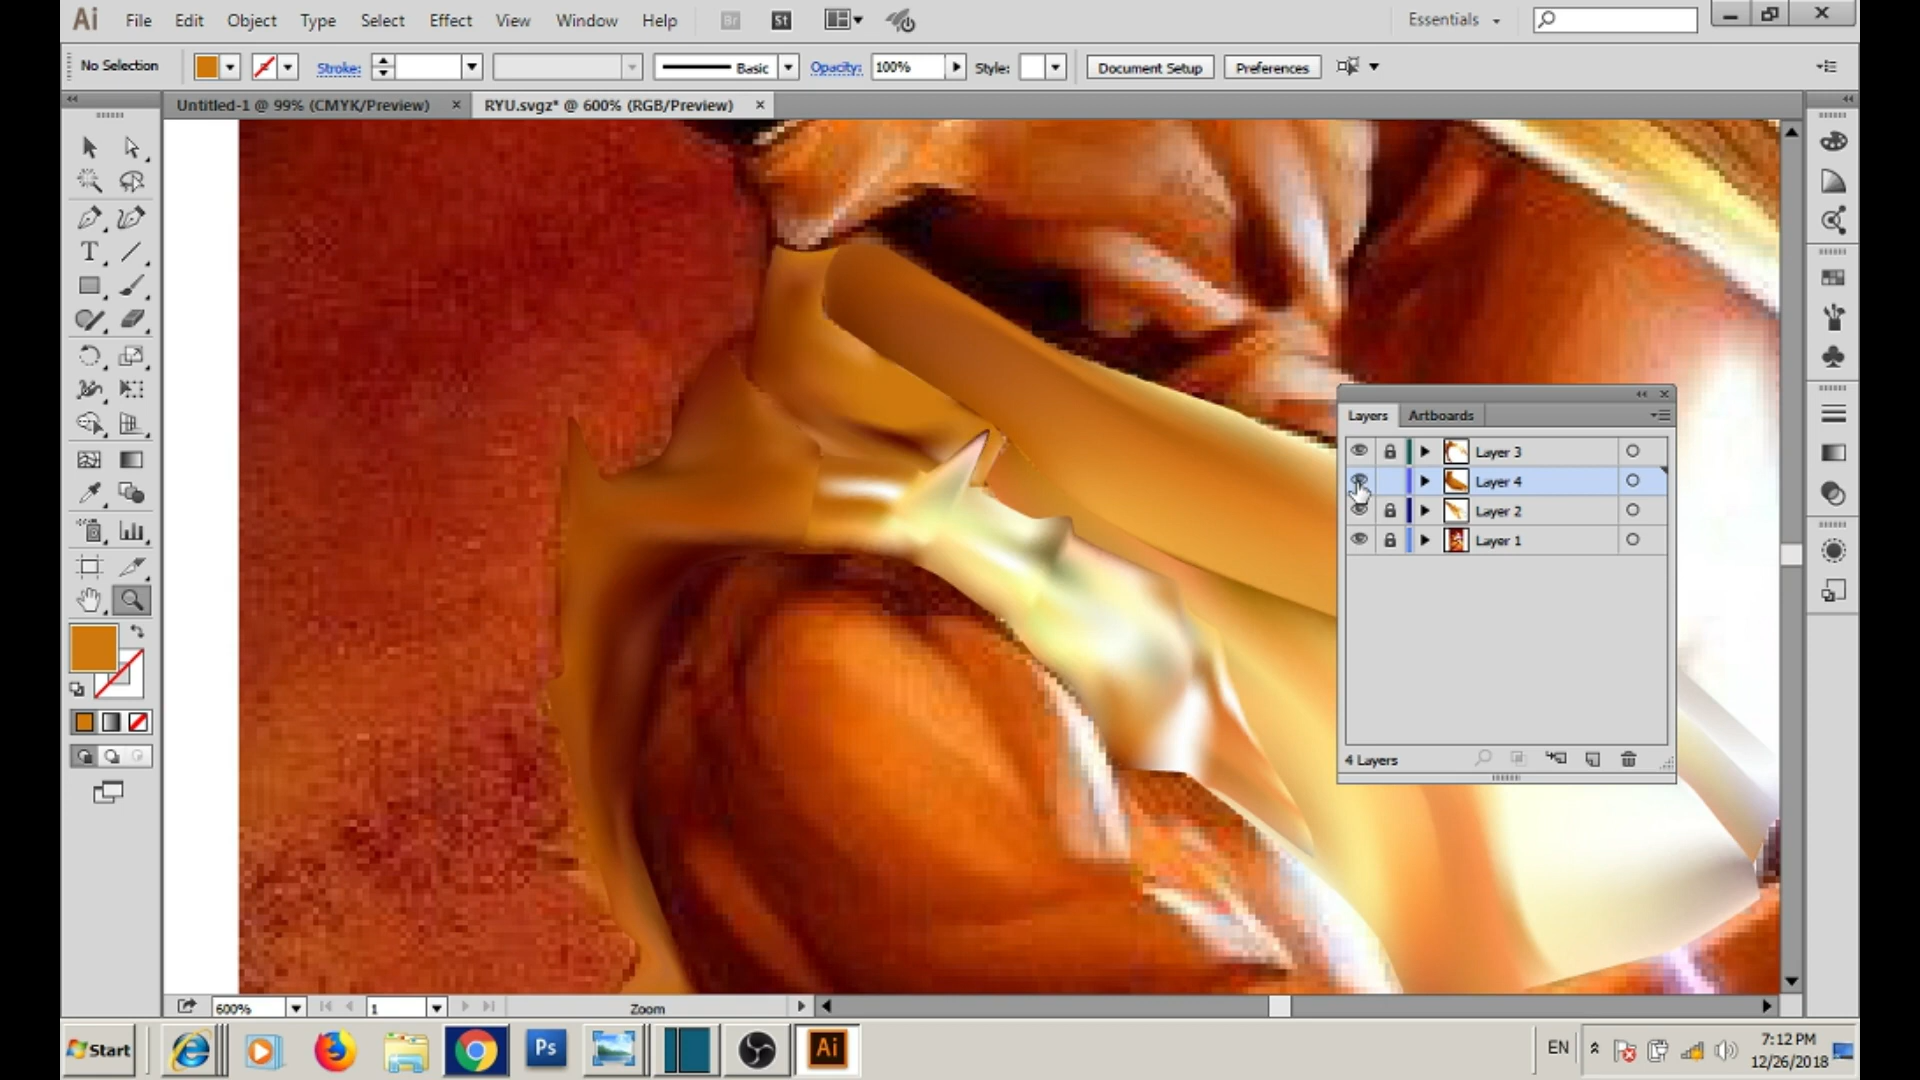 Ai File Edit Object Type Select Effect View Window Help Br St Essentials
No Selection Stroke: Basic Opacity: 100% Style: Document Setup Preferences
Untitled-1 @ 99% (CMYK/Preview) × RYU.svgz* @ 600% (RGB/Preview) ×
T
Layers Artboards
Layer 3
Layer 4
Layer 2
Layer 1
4 Layers
600% 1 Zoom
Start Ps Ai EN 7:12 PM
12/26/2018